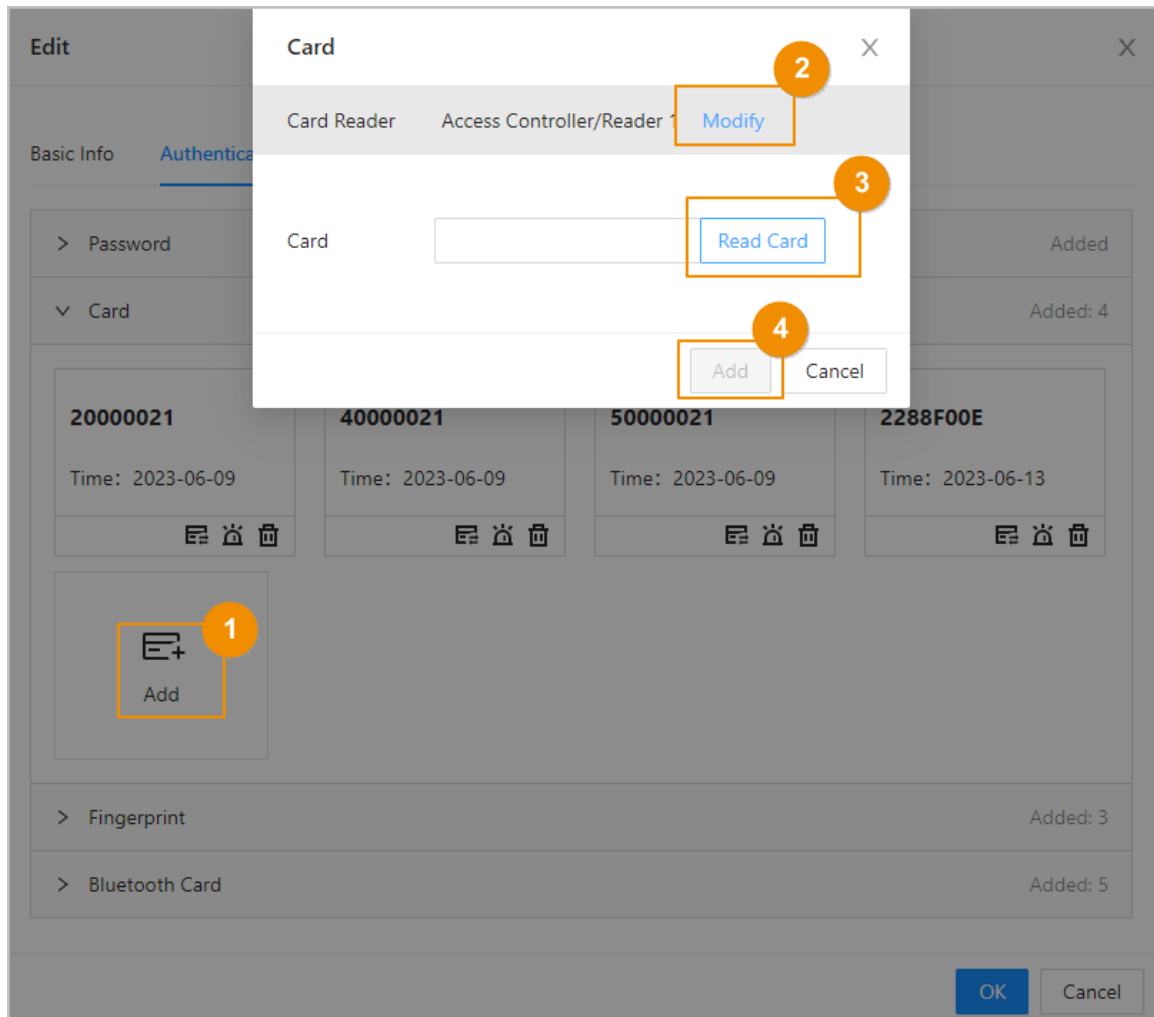 Edit
X
Card
X
2
Card Reader Access Controller/Reader 1 Modify
Basic Info Authentica
3
Card Read Card
> Password Added
Card Added: 4
4
Add Cancel
20000021 40000021 50000021 2288F00E
Time: 2023-06-09 Time: 2023-06-09 Time: 2023-06-09 Time: 2023-06-13
1
Add
> Fingerprint Added: 3
> Bluetooth Card Added: 5
OK Cancel